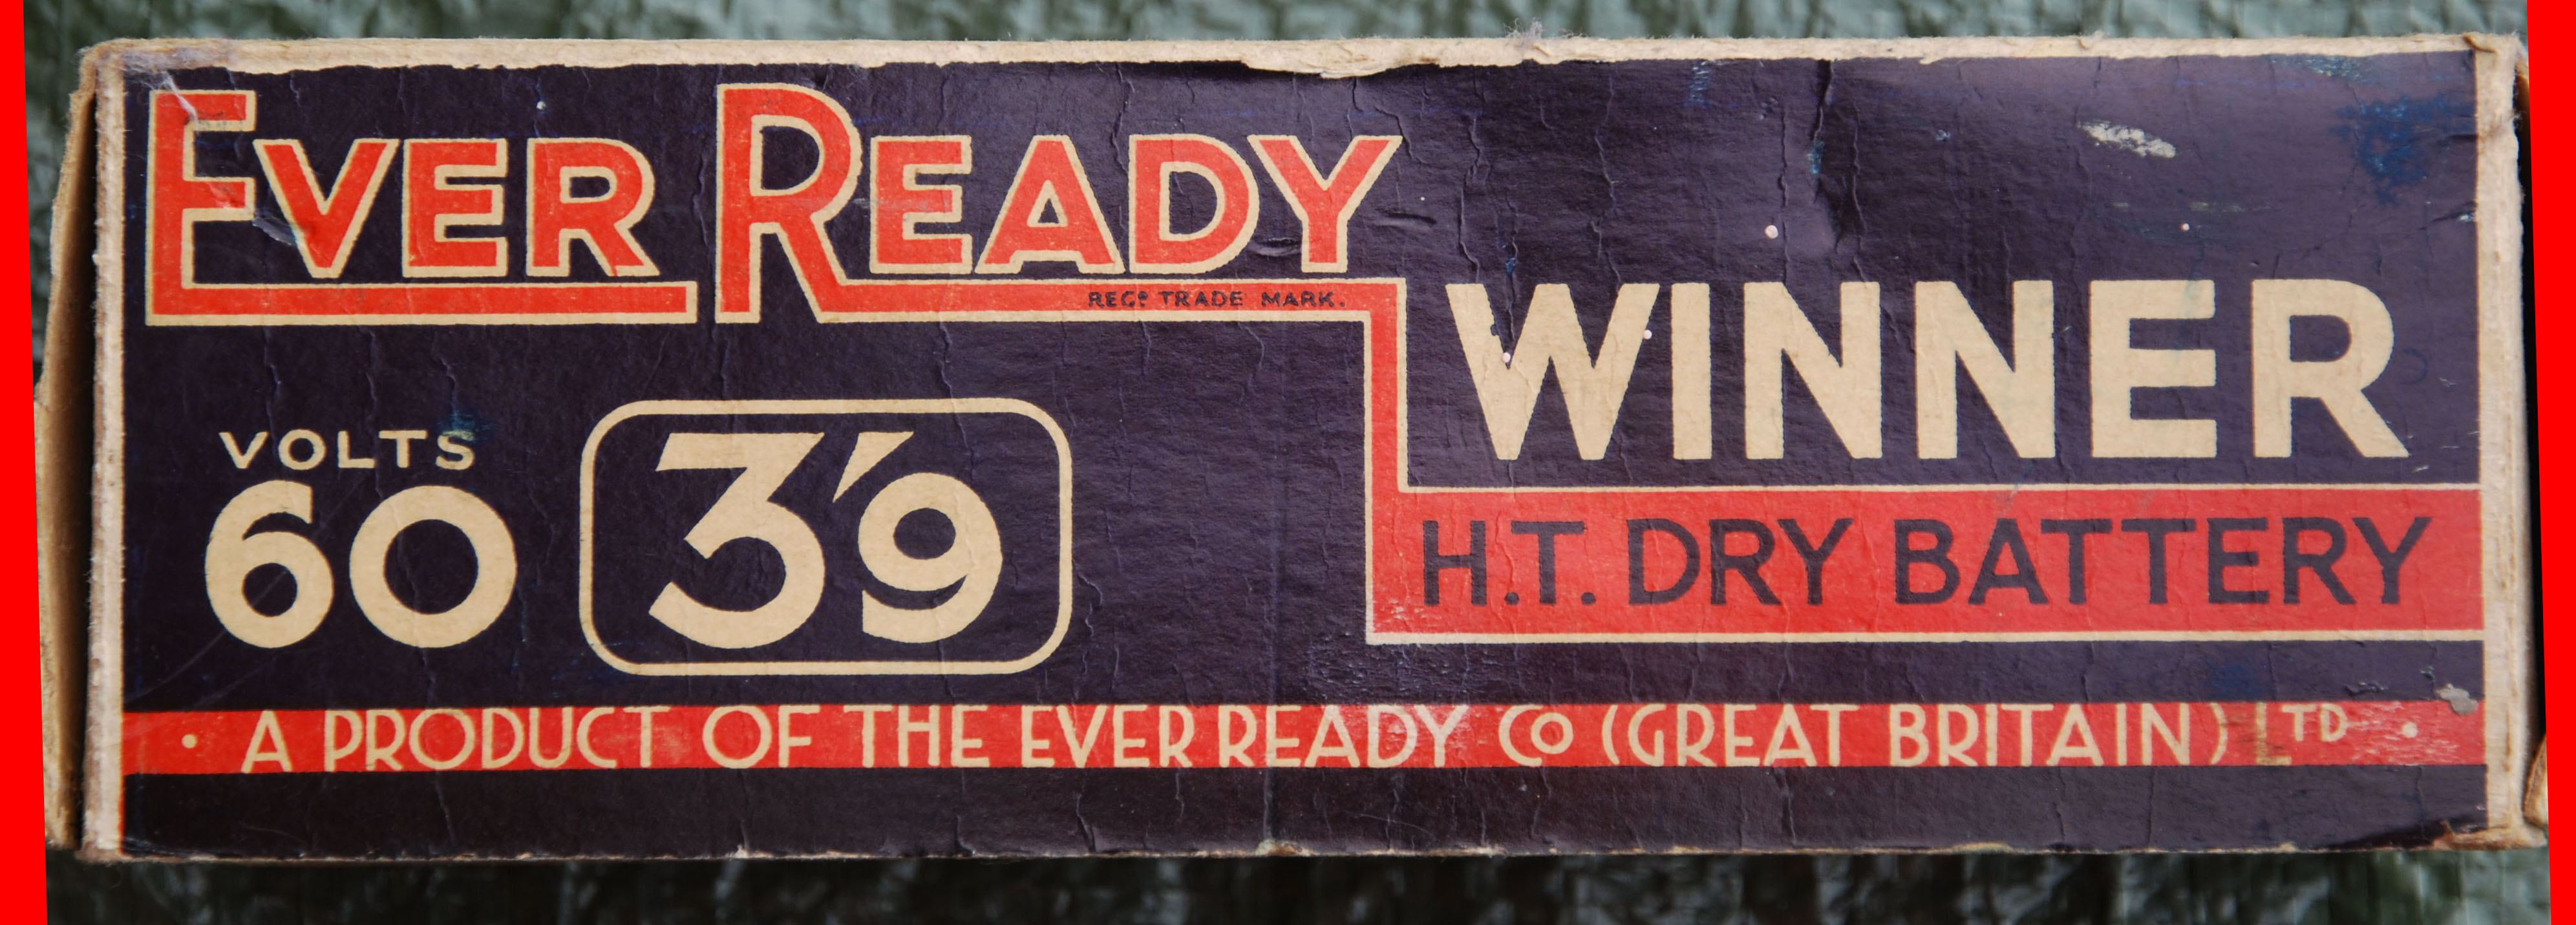 EVER READY
REGD TRADE MARK.
WINNER
H.T. DRY BATTERY
VOLTS
60
3'9
· A PRODUCT OF THE EVER READY Co (GREAT BRITAIN) LTD ·